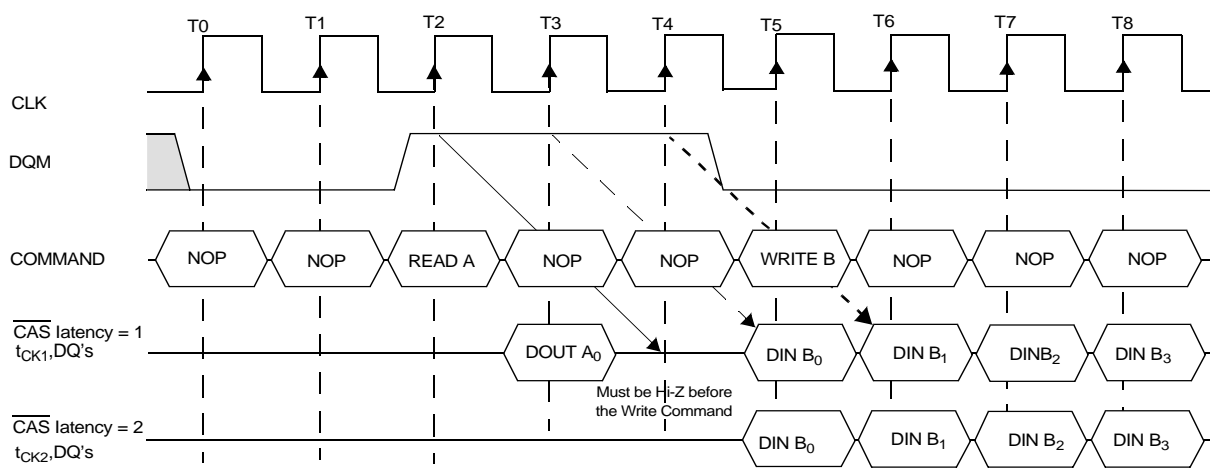 T0 T1 T2 T3 T4 T5 T6 T7 T8
CLK
DQM
COMMAND NOP NOP READ A NOP NOP WRITE B NOP NOP NOP
CAS latency = 1
tCK1,DQ's
DOUT A0 DIN B0 DIN B1 DINB2 DIN B3
Must be Hi-Z before
the Write Command
CAS latency = 2
tCK2,DQ's
DIN B0 DIN B1 DIN B2 DIN B3